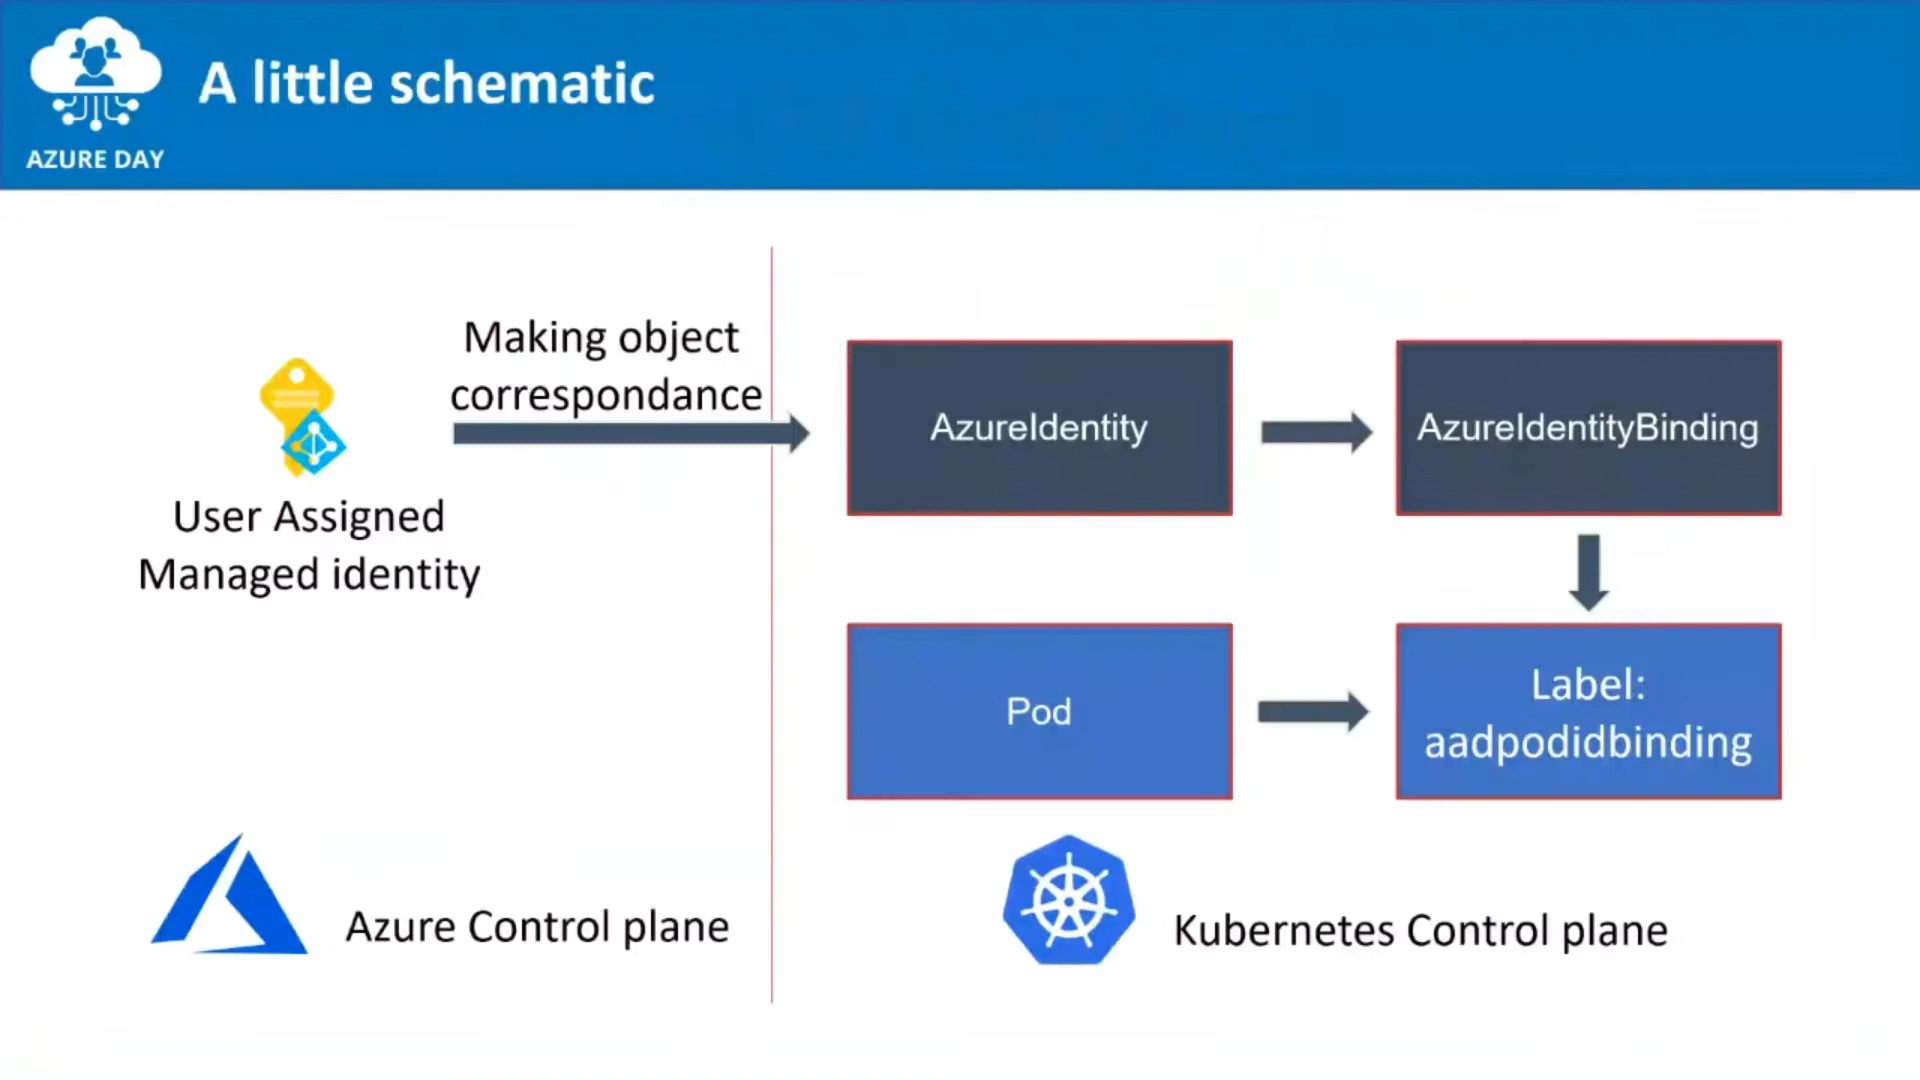 A little schematic
AZURE DAY
Making object
correspondance
User Assigned
Managed identity
AzureIdentity
AzureIdentityBinding
Pod
Label:
aadpodidbinding
Azure Control plane
Kubernetes Control plane